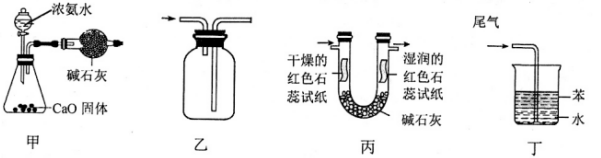 浓氨水
碱石灰
CaO 固体
甲
乙
干燥的
红色石
蕊试纸
湿润的
红色石
蕊试纸
碱石灰
丙
尾气
苯
水
丁